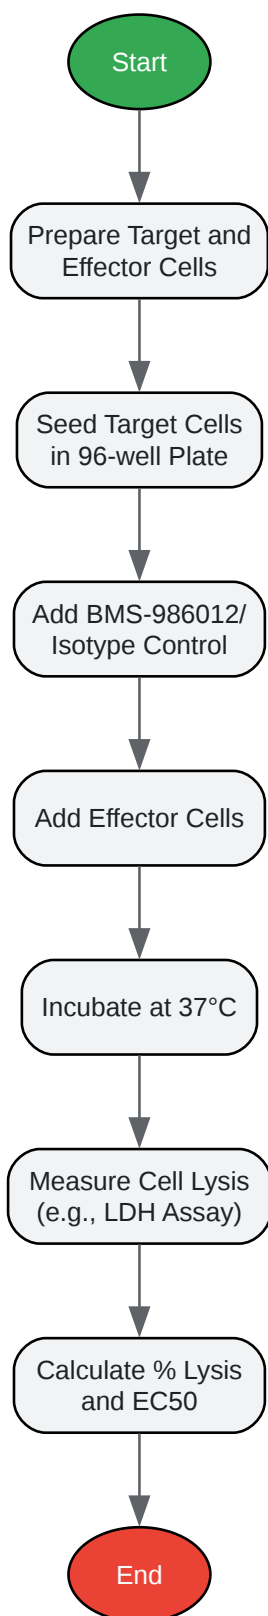 Start
Prepare Target and
Effector Cells
Seed Target Cells
in 96-well Plate
Add BMS-986012/
Isotype Control
Add Effector Cells
Incubate at 37°C
Measure Cell Lysis
(e.g., LDH Assay)
Calculate % Lysis
and EC50
End